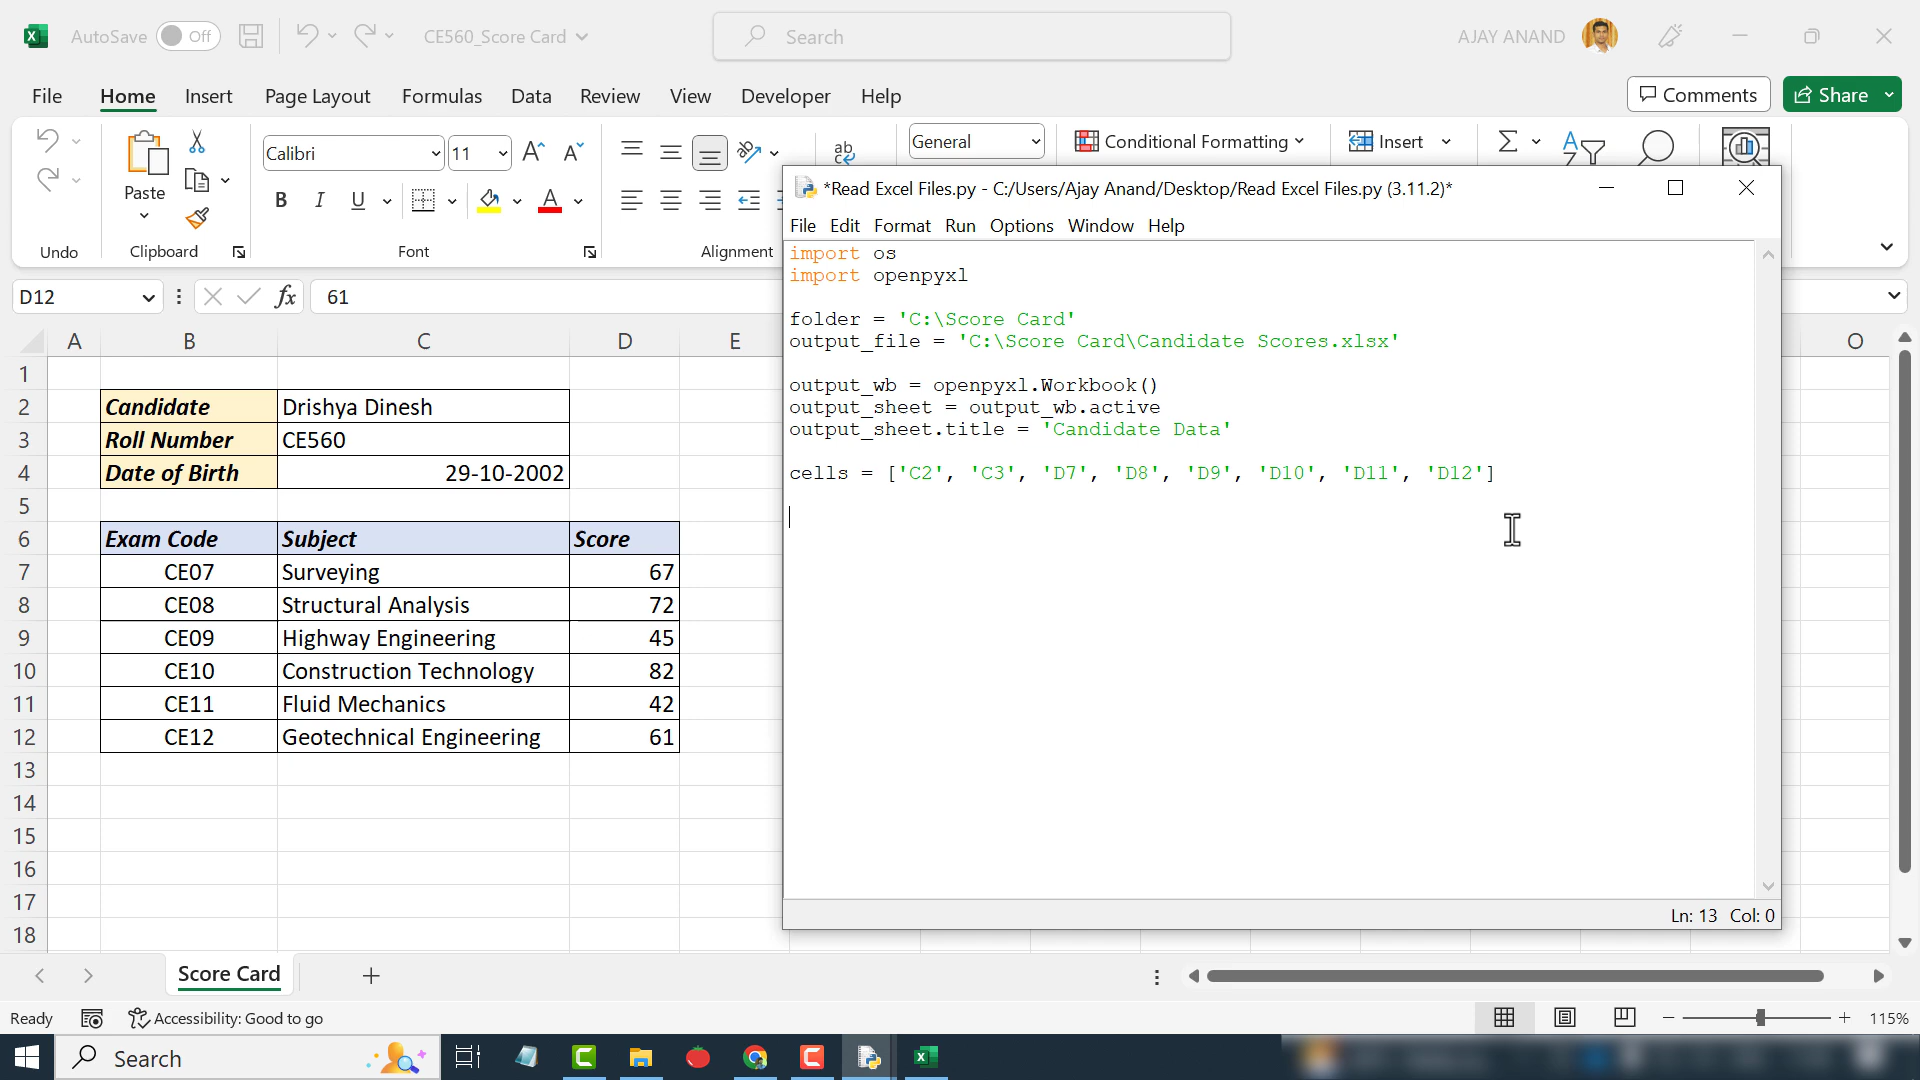 AutoSave Off CE560_Score Card Search AJAY ANAND
File Home Insert Page Layout Formulas Data Review View Developer Help Comments Share
Calibri 11 General Conditional Formatting Insert
Paste
B I U
Undo Clipboard Font Alignment
D12 fx 61
*Read Excel Files.py - C:/Users/Ajay Anand/Desktop/Read Excel Files.py (3.11.2)*
File Edit Format Run Options Window Help
import os
import openpyxl
folder = 'C:\Score Card'
output_file = 'C:\Score Card\Candidate Scores.xlsx'
output_wb = openpyxl.Workbook()
output_sheet = output_wb.active
output_sheet.title = 'Candidate Data'
cells = ['C2', 'C3', 'D7', 'D8', 'D9', 'D10', 'D11', 'D12']
Ln: 13 Col: 0
A B C D E O
1
2 Candidate Drishya Dinesh
3 Roll Number CE560
4 Date of Birth 29-10-2002
5
6 Exam Code Subject Score
7 CE07 Surveying 67
8 CE08 Structural Analysis 72
9 CE09 Highway Engineering 45
10 CE10 Construction Technology 82
11 CE11 Fluid Mechanics 42
12 CE12 Geotechnical Engineering 61
13
14
15
16
17
18
Score Card
Ready Accessibility: Good to go 115%
Search